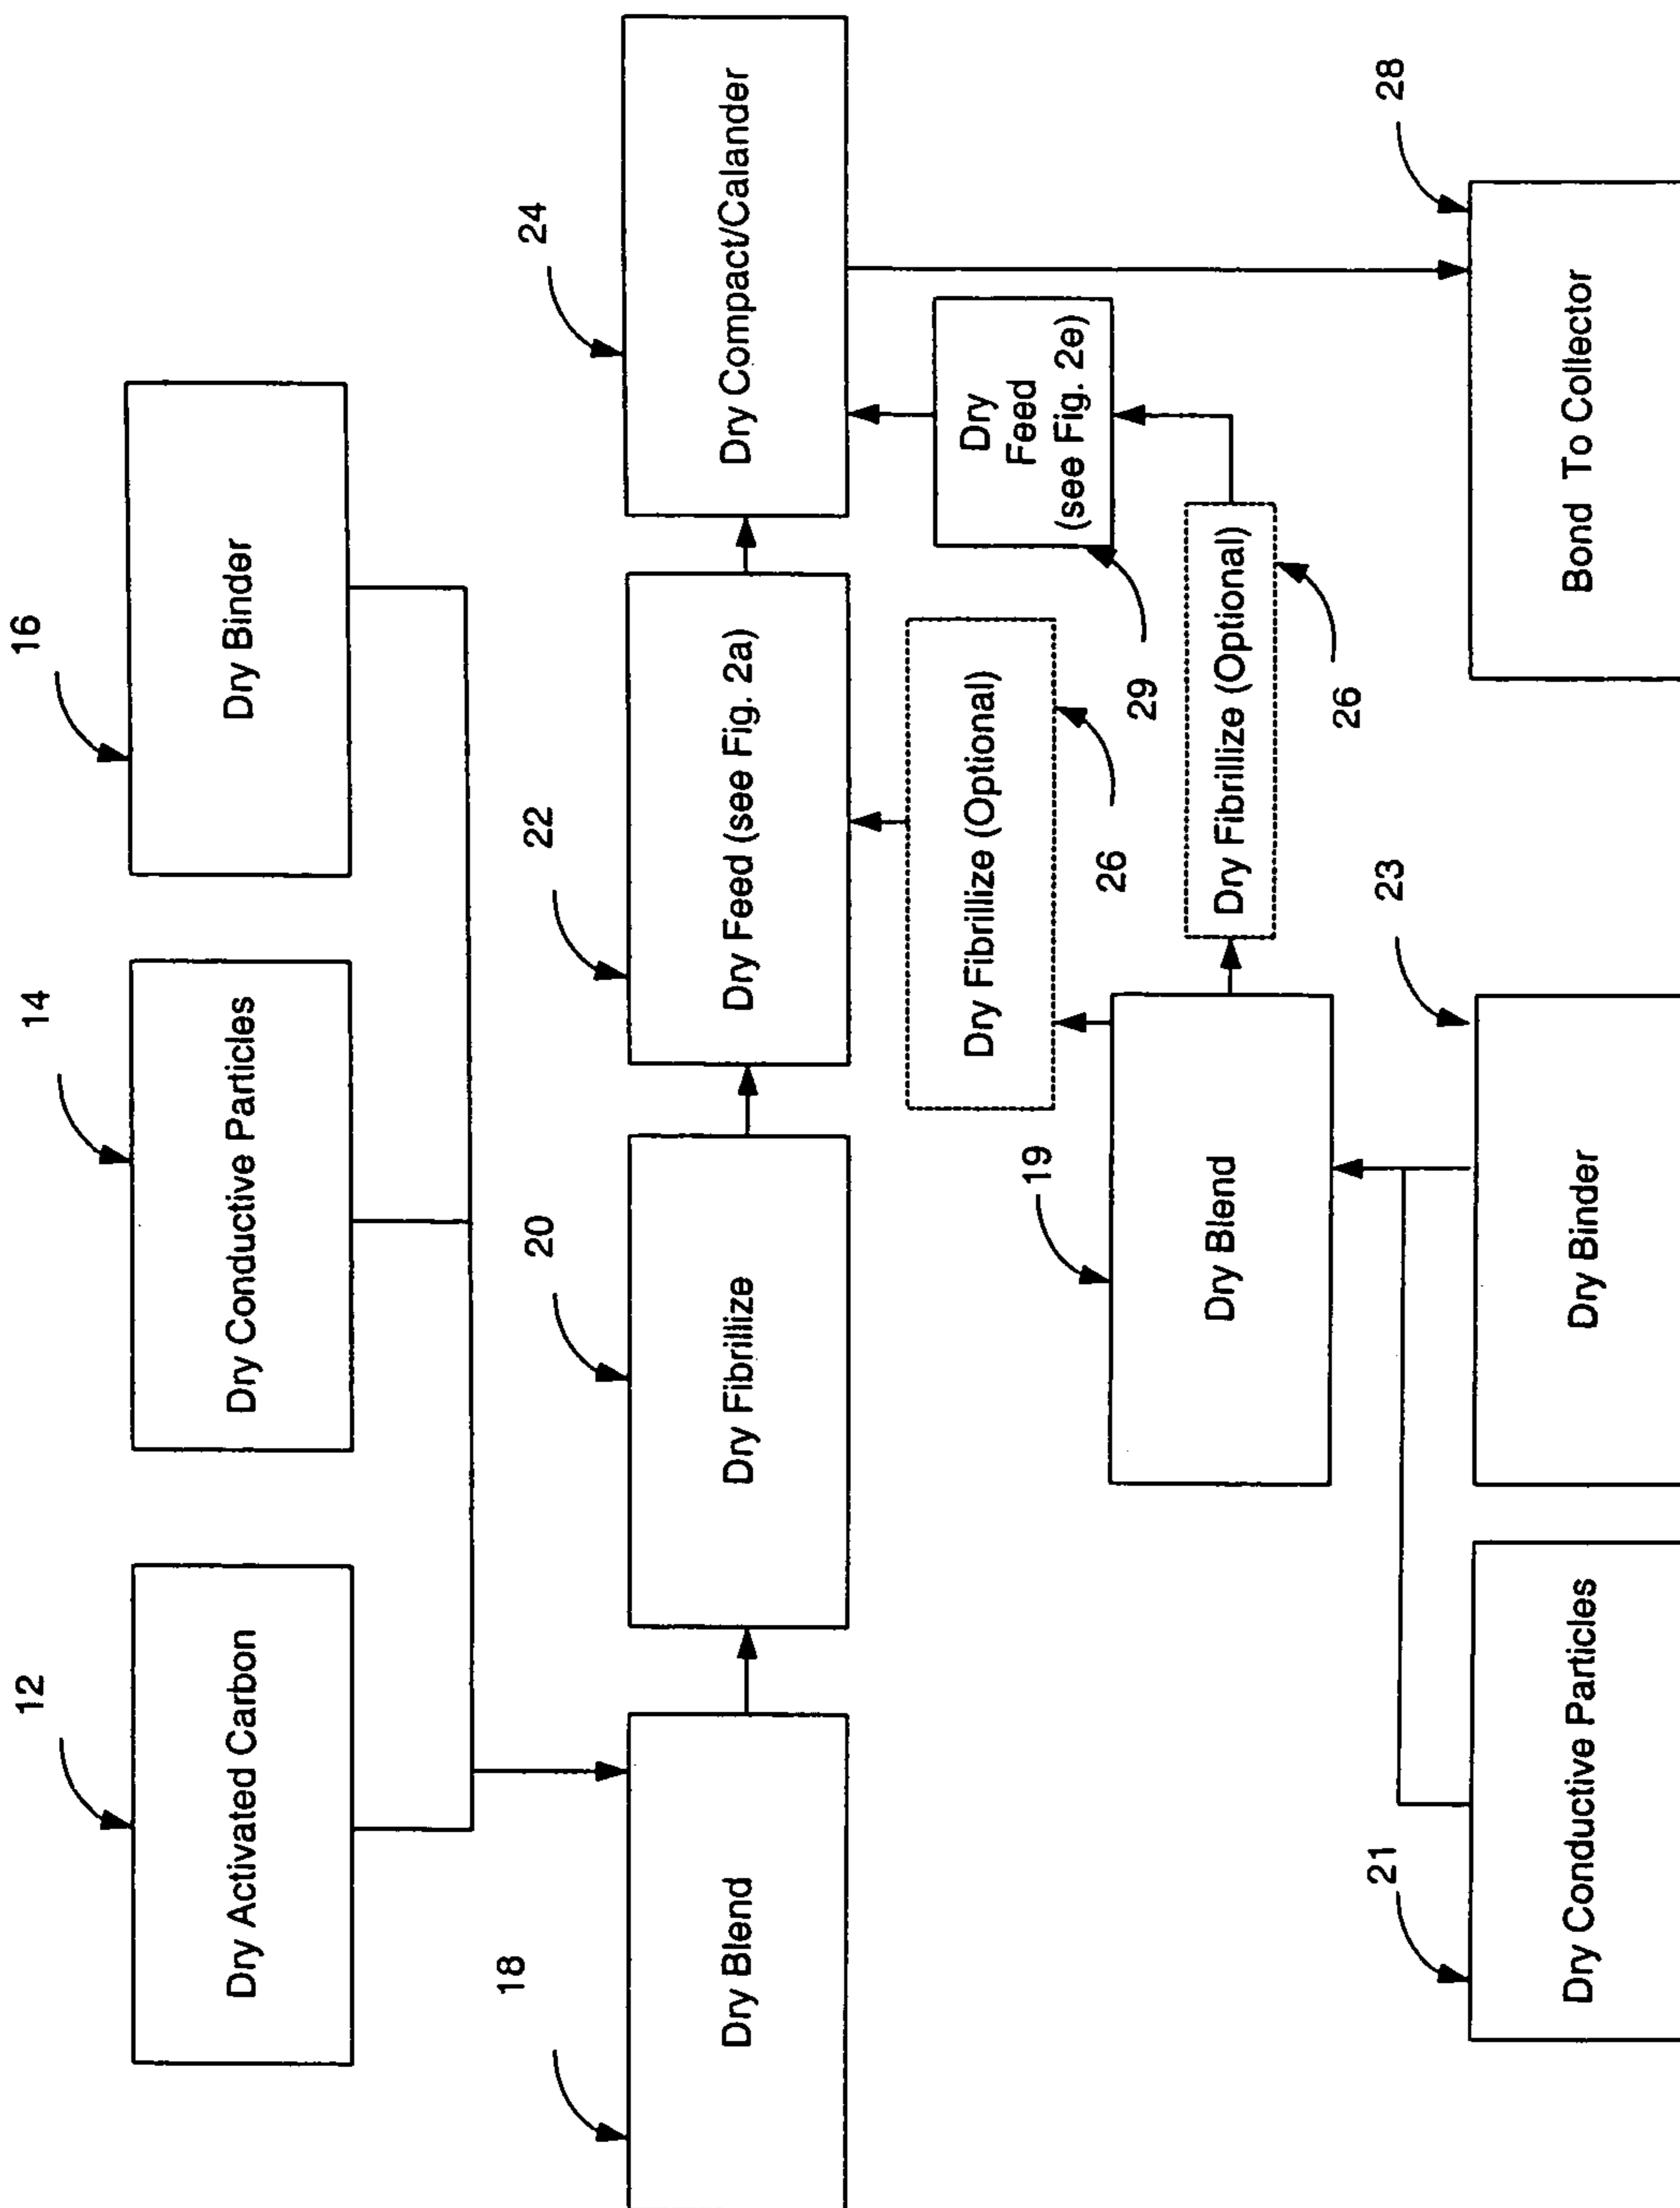 12
Dry Activated Carbon
14
Dry Conductive Particles
16
Dry Binder
18
Dry Blend
20
Dry Fibrillize
22
Dry Feed (see Fig. 2a)
24
Dry Compact/Calander
26
Dry Fibrillize (Optional)
29
Dry
Feed
(see Fig. 2e)
19
Dry Blend
Dry Fibrillize (Optional)
26
21
Dry Conductive Particles
23
Dry Binder
28
Bond To Collector